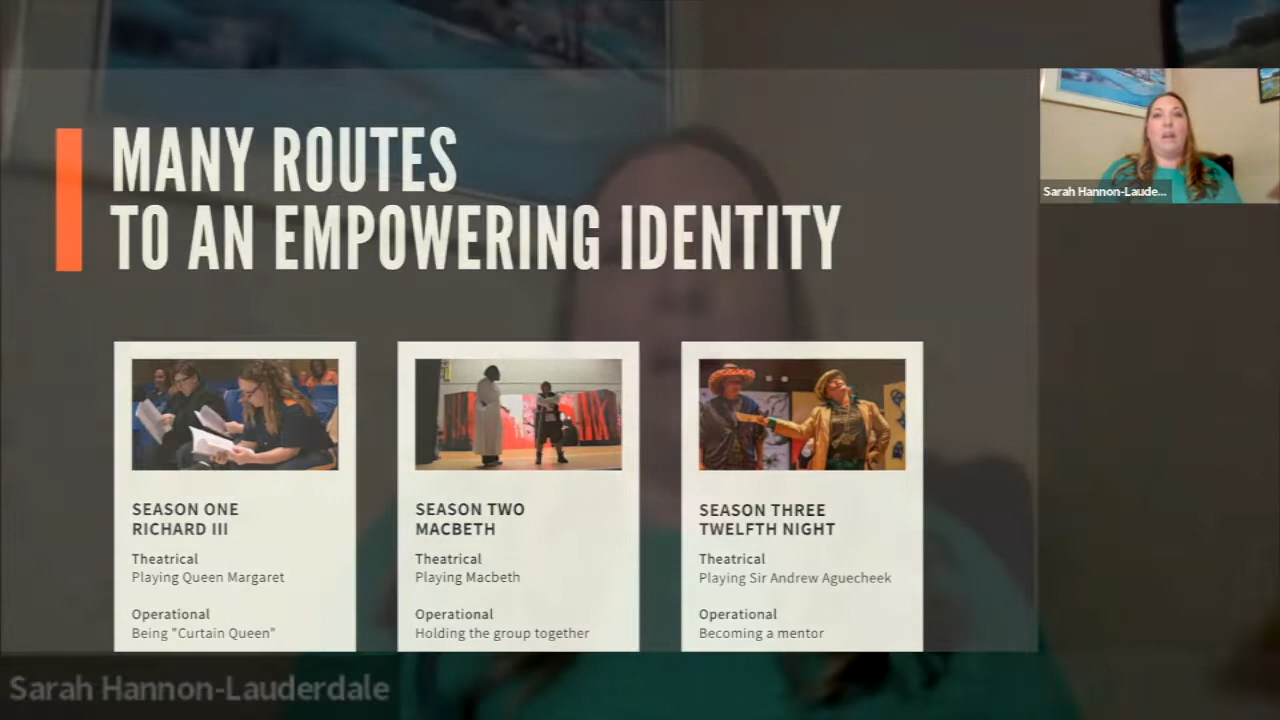 MANY ROUTES
TO AN EMPOWERING IDENTITY
Sarah Hannon-Laude...
SEASON ONE
RICHARD III
Theatrical
Playing Queen Margaret
Operational
Being "Curtain Queen"
SEASON TWO
MACBETH
Theatrical
Playing Macbeth
Operational
Holding the group together
SEASON THREE
TWELFTH NIGHT
Theatrical
Playing Sir Andrew Aguecheek
Operational
Becoming a mentor
Sarah Hannon-Lauderdale